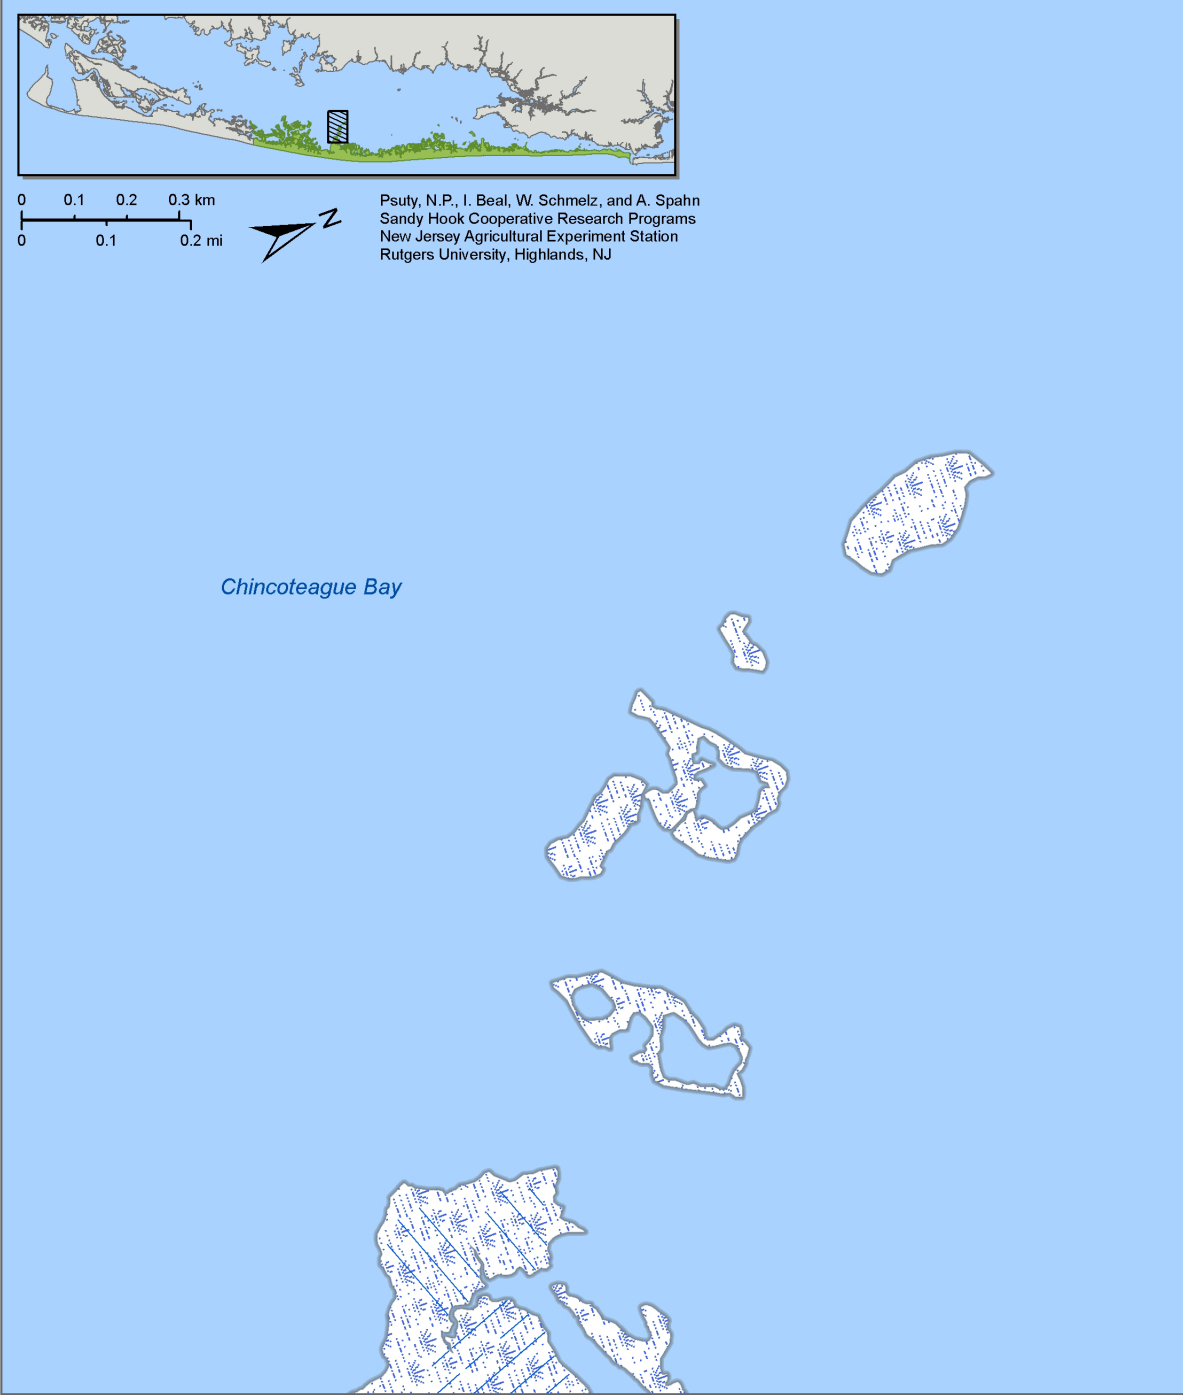 0 0.1 0.2 0.3 km
0 0.1 0.2 mi
N
Psuty, N.P., I. Beal, W. Schmelz, and A. Spahn
Sandy Hook Cooperative Research Programs
New Jersey Agricultural Experiment Station
Rutgers University, Highlands, NJ
Chincoteague Bay